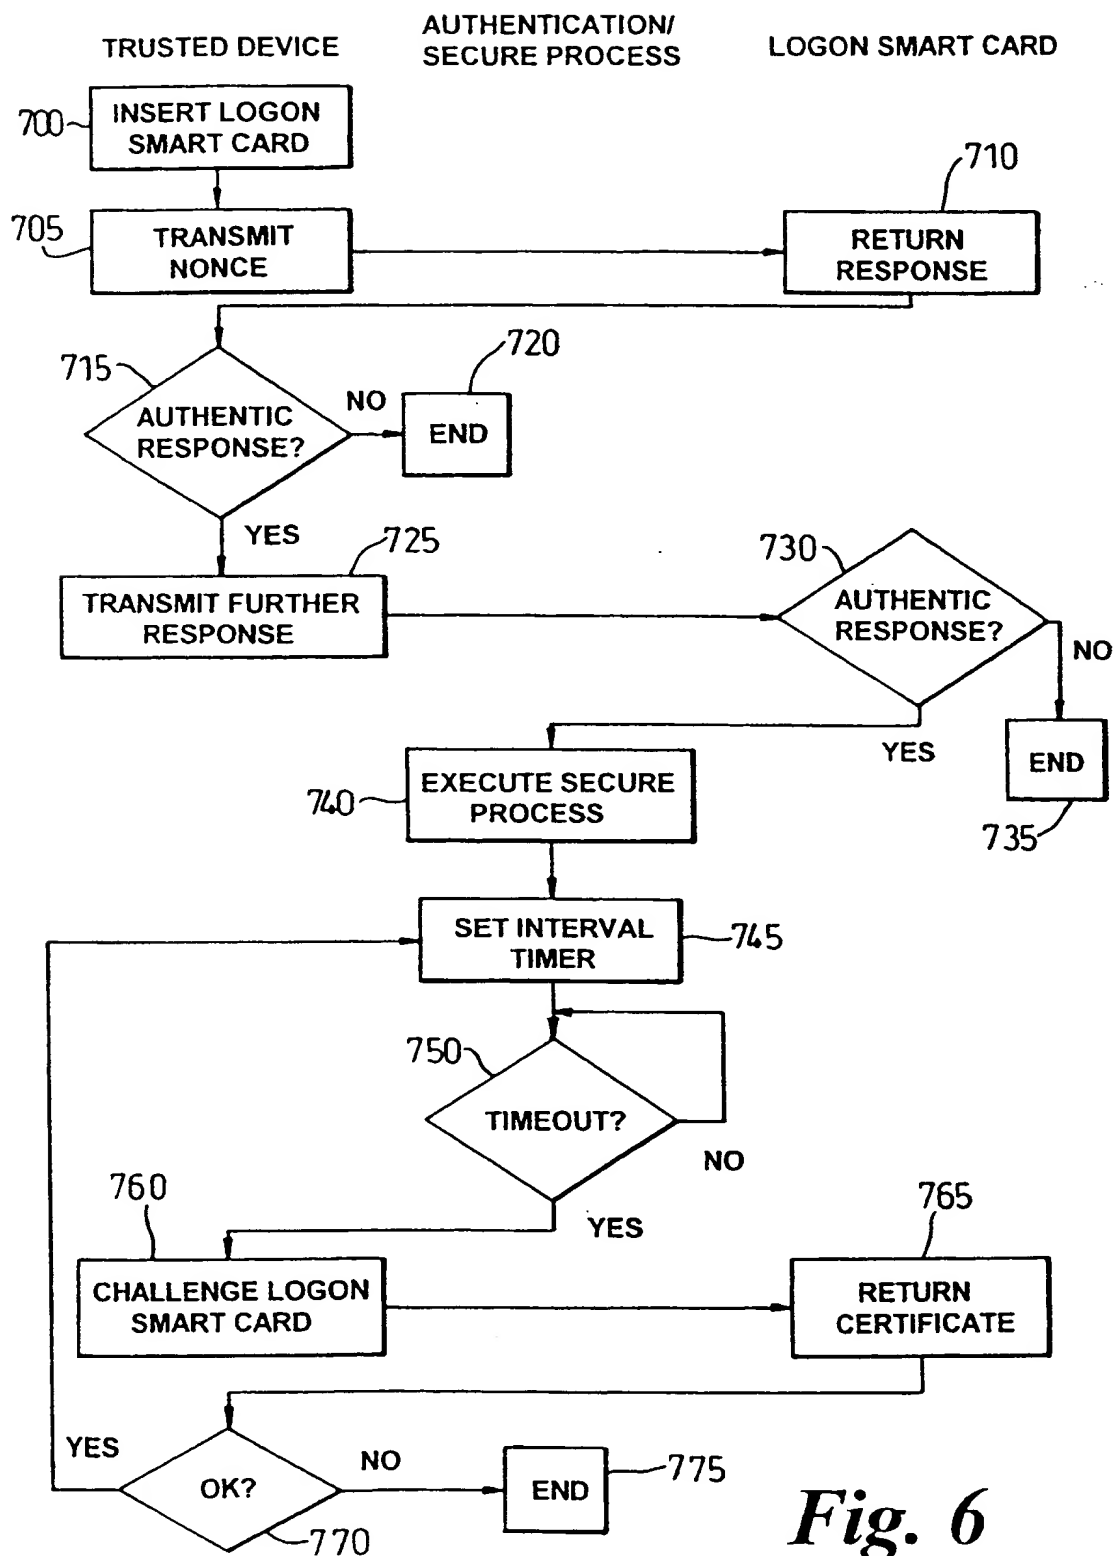 TRUSTED DEVICE
AUTHENTICATION/
SECURE PROCESS
LOGON SMART CARD
700
INSERT LOGON
SMART CARD
705
TRANSMIT
NONCE
710
RETURN
RESPONSE
715
AUTHENTIC
RESPONSE?
NO
720
END
YES
725
TRANSMIT FURTHER
RESPONSE
730
AUTHENTIC
RESPONSE?
NO
YES
END
735
740
EXECUTE SECURE
PROCESS
SET INTERVAL
TIMER
745
750
TIMEOUT?
NO
YES
760
CHALLENGE LOGON
SMART CARD
765
RETURN
CERTIFICATE
YES
OK?
NO
770
END
775
Fig. 6